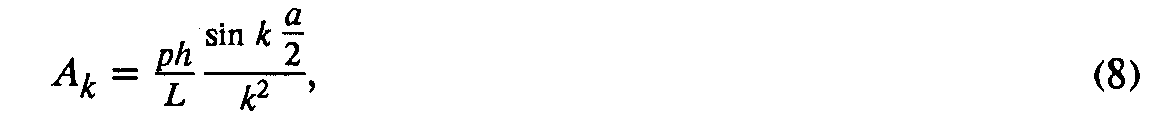 A_k = \frac{ph}{L} \frac{\sin k \frac{a}{2}}{k^2}, (8)